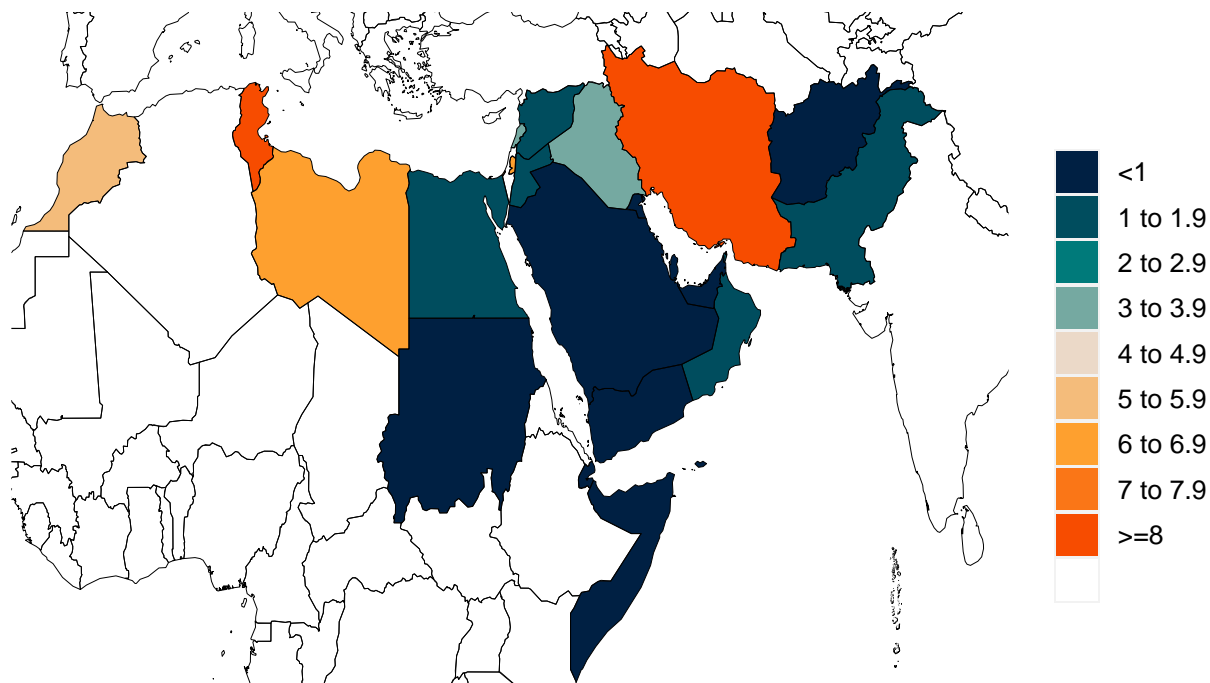 <1
1 to 1.9
2 to 2.9
3 to 3.9
4 to 4.9
5 to 5.9
6 to 6.9
7 to 7.9
>=8